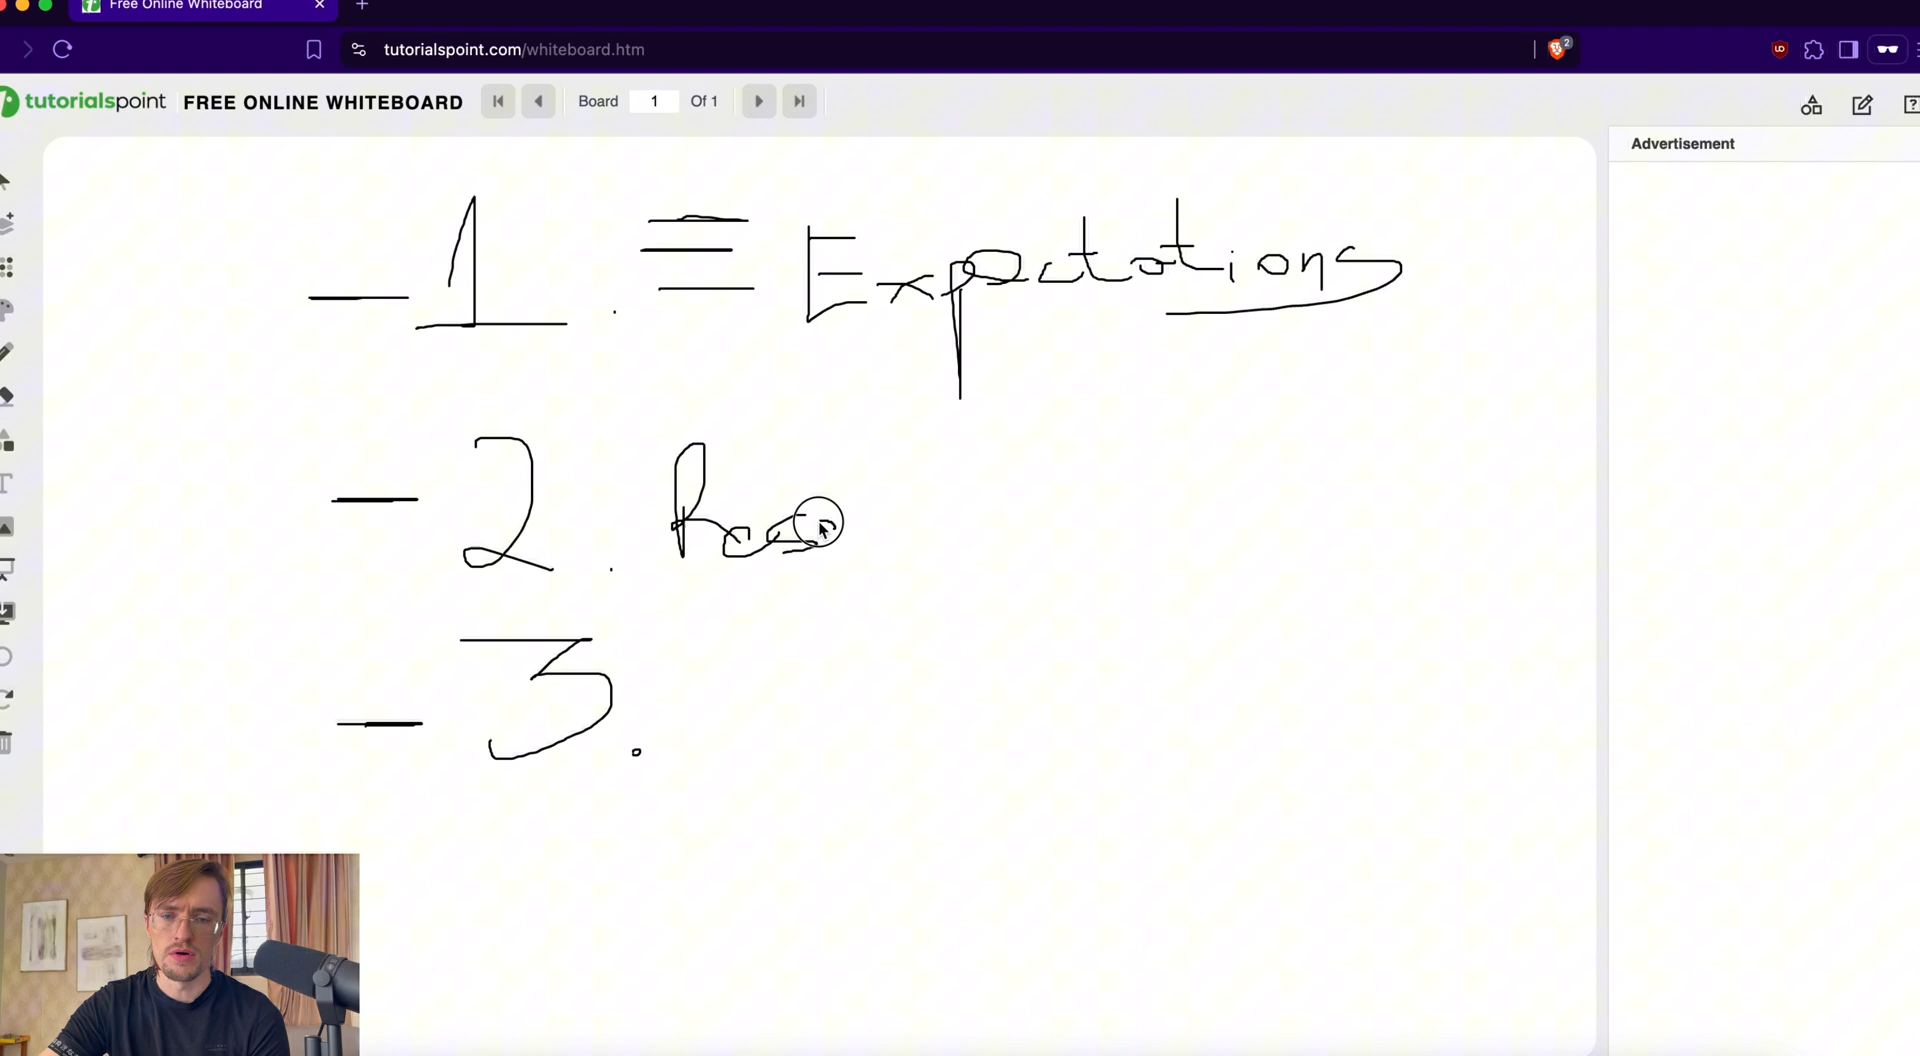 Free Online Whiteboard
tutorialspoint.com/whiteboard.htm
2
tutorialspoint FREE ONLINE WHITEBOARD Board 1 Of 1
Advertisement
- 1. Expectations
- 2.
- 3.